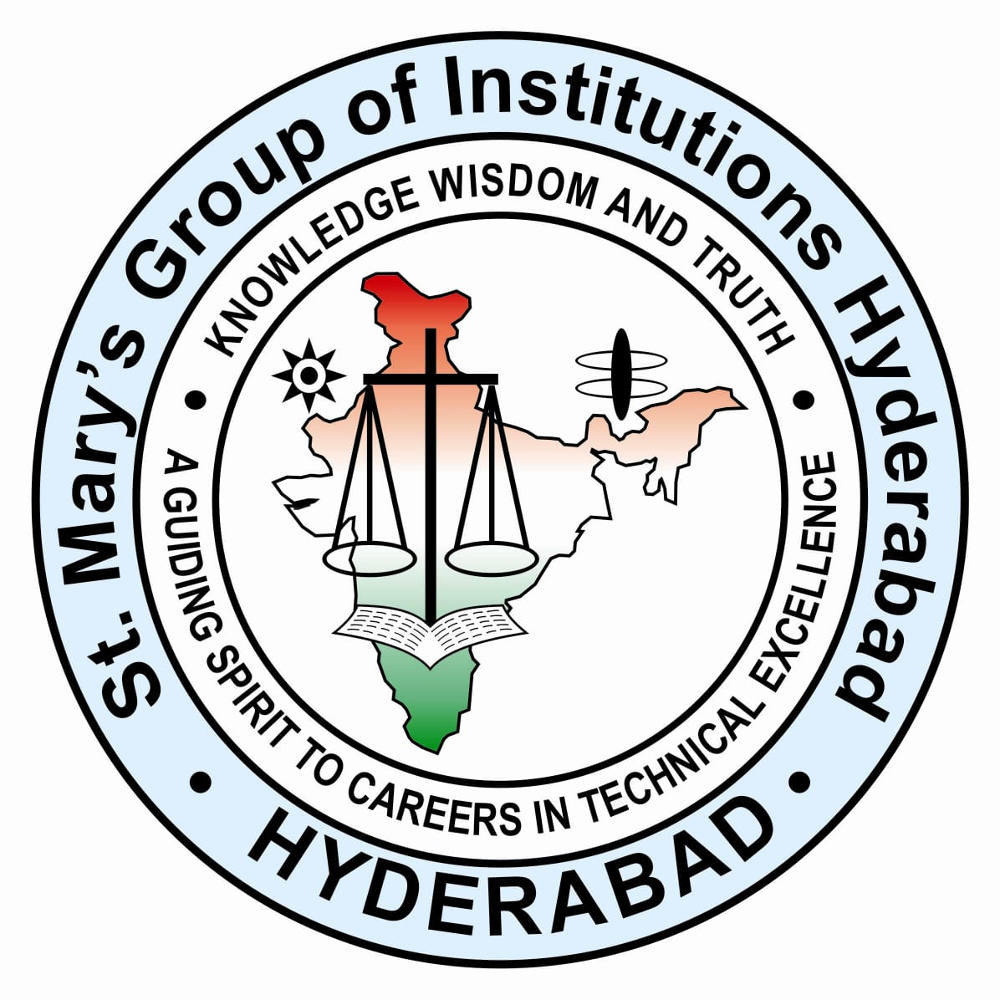 St. Mary's Group of Institutions Hyderabad
KNOWLEDGE WISDOM AND TRUTH
A GUIDING SPIRIT TO CAREERS IN TECHNICAL EXCELLENCE
HYDERABAD